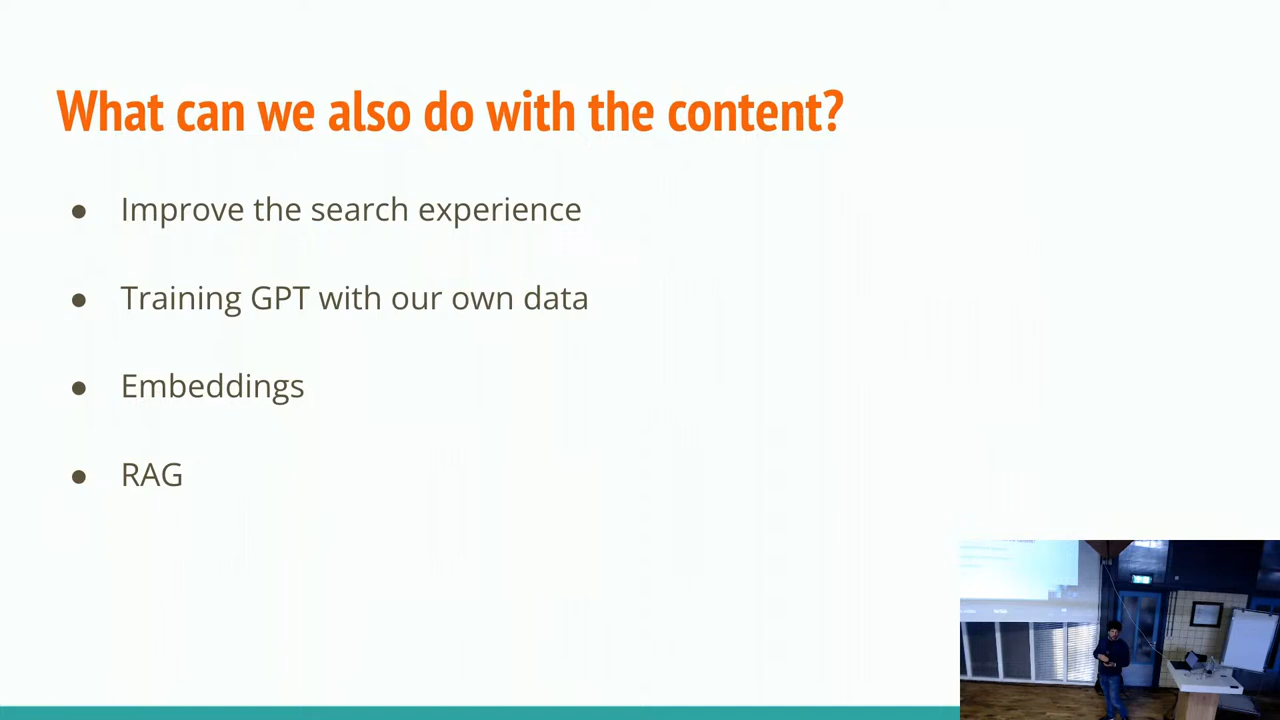 What can we also do with the content?
● Improve the search experience
● Training GPT with our own data
● Embeddings
● RAG